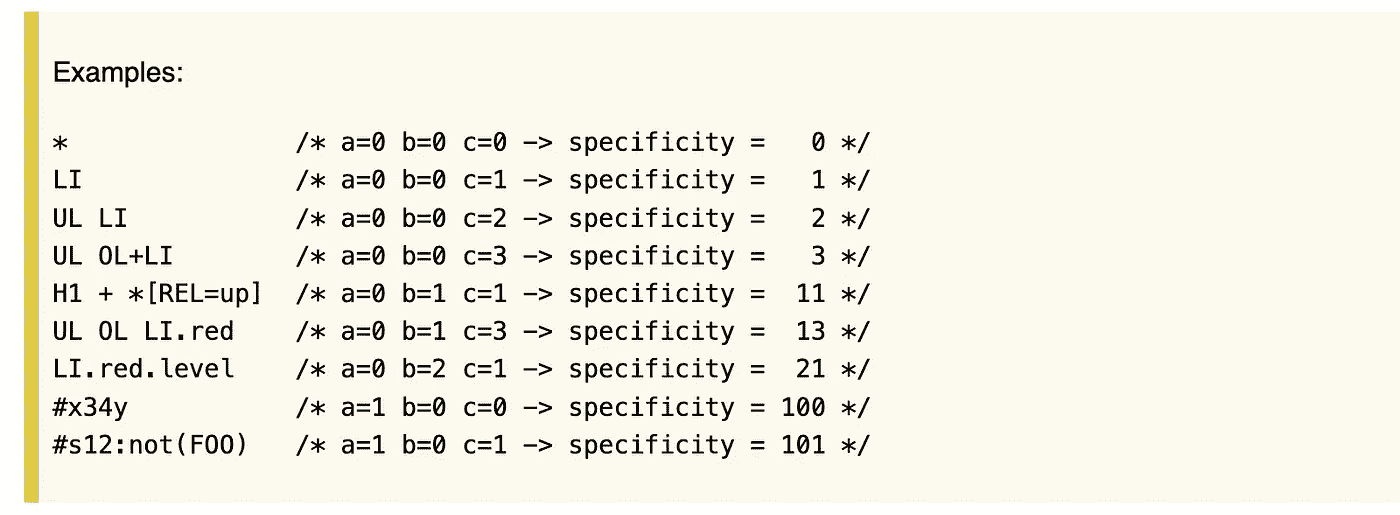 Examples:
*               /* a=0 b=0 c=0 -> specificity =   0 */
LI              /* a=0 b=0 c=1 -> specificity =   1 */
UL LI           /* a=0 b=0 c=2 -> specificity =   2 */
UL OL+LI        /* a=0 b=0 c=3 -> specificity =   3 */
H1 + *[REL=up]  /* a=0 b=1 c=1 -> specificity =  11 */
UL OL LI.red    /* a=0 b=1 c=3 -> specificity =  13 */
LI.red.level    /* a=0 b=2 c=1 -> specificity =  21 */
#x34y           /* a=1 b=0 c=0 -> specificity = 100 */
#s12:not(FOO)   /* a=1 b=0 c=1 -> specificity = 101 */